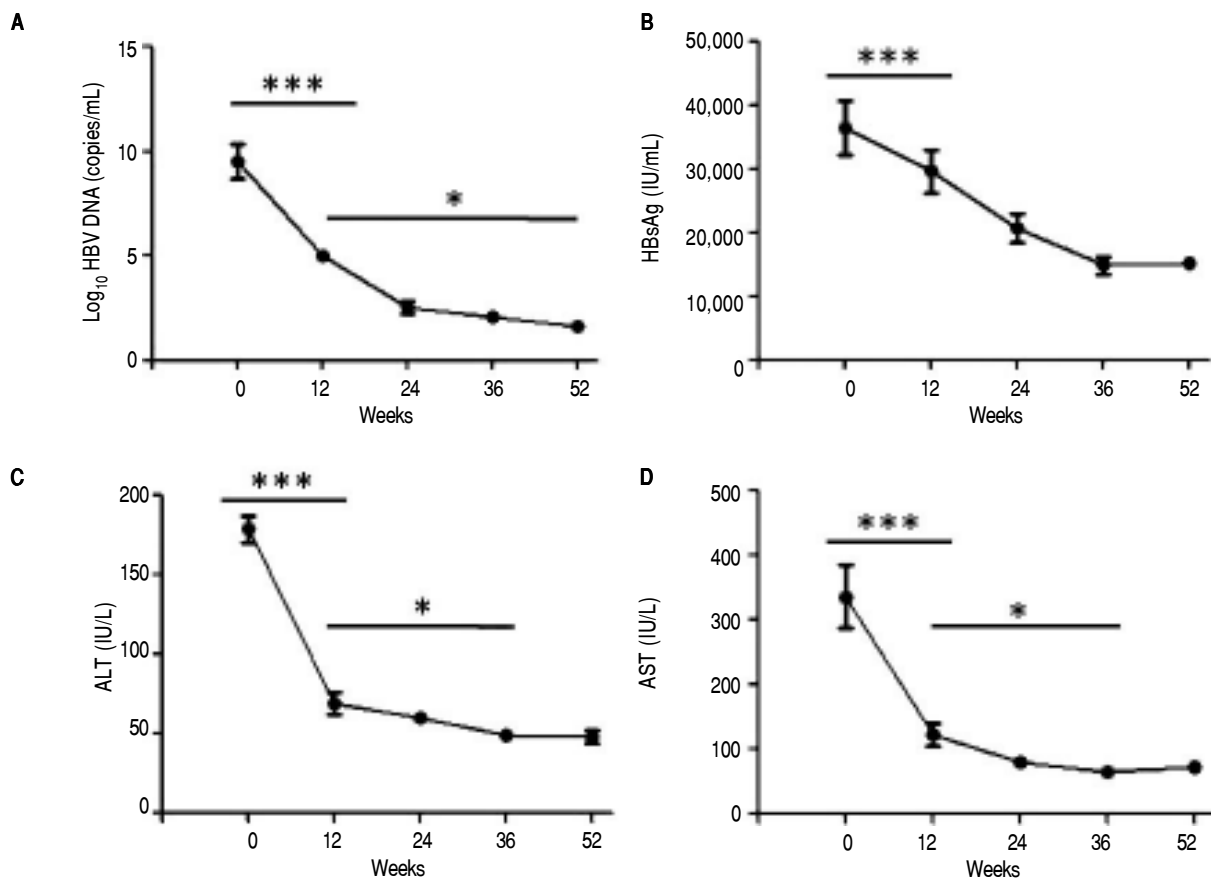 A
Log10 HBV DNA (copies/mL)
15
10
5
0
***
*
0 12 24 36 52
Weeks
B
HBsAg (IU/mL)
50,000
40,000
30,000
20,000
10,000
0
***
0 12 24 36 52
Weeks
C
ALT (IU/L)
200
150
100
50
0
***
*
0 12 24 36 52
Weeks
D
AST (IU/L)
500
400
300
200
100
0
***
*
0 12 24 36 52
Weeks